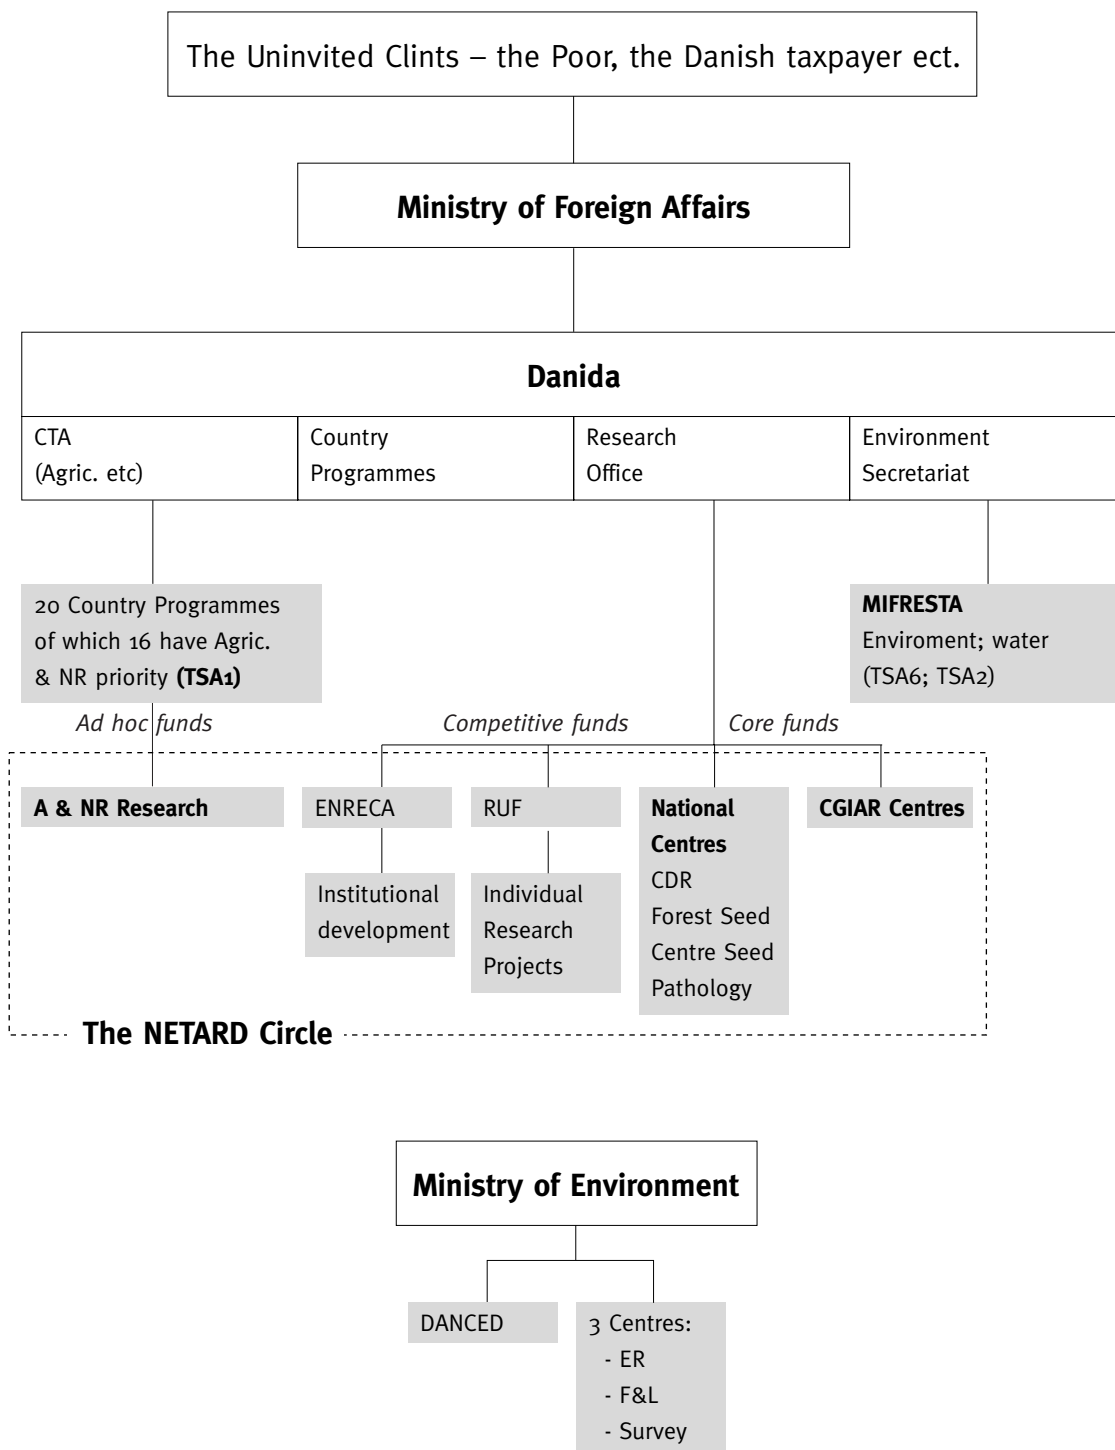 The Uninvited Clints – the Poor, the Danish taxpayer ect.
Ministry of Foreign Affairs
Danida
CTA
(Agric. etc)
Country
Programmes
Research
Office
Environment
Secretariat
20 Country Programmes
of which 16 have Agric.
& NR priority (TSA1)
MIFRESTA
Enviroment; water
(TSA6; TSA2)
Ad hoc funds
Competitive funds
Core funds
A & NR Research
ENRECA
Institutional
development
RUF
Individual
Research
Projects
National
Centres
CDR
Forest Seed
Centre Seed
Pathology
CGIAR Centres
The NETARD Circle
Ministry of Environment
DANCED
3 Centres:
- ER
- F&L
- Survey